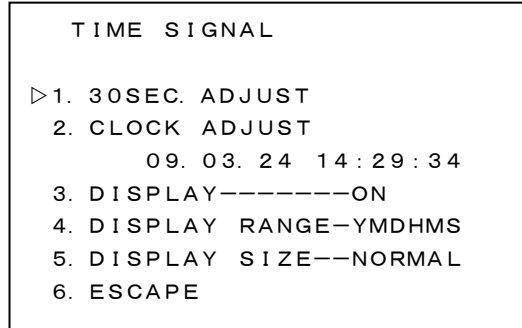 TIME SIGNAL
▷1. 30SEC. ADJUST
2. CLOCK ADJUST
09. 03. 24 14:29:34
3. DISPLAY−−−−−−−ON
4. DISPLAY RANGE−YMDHMS
5. DISPLAY SIZE−−NORMAL
6. ESCAPE